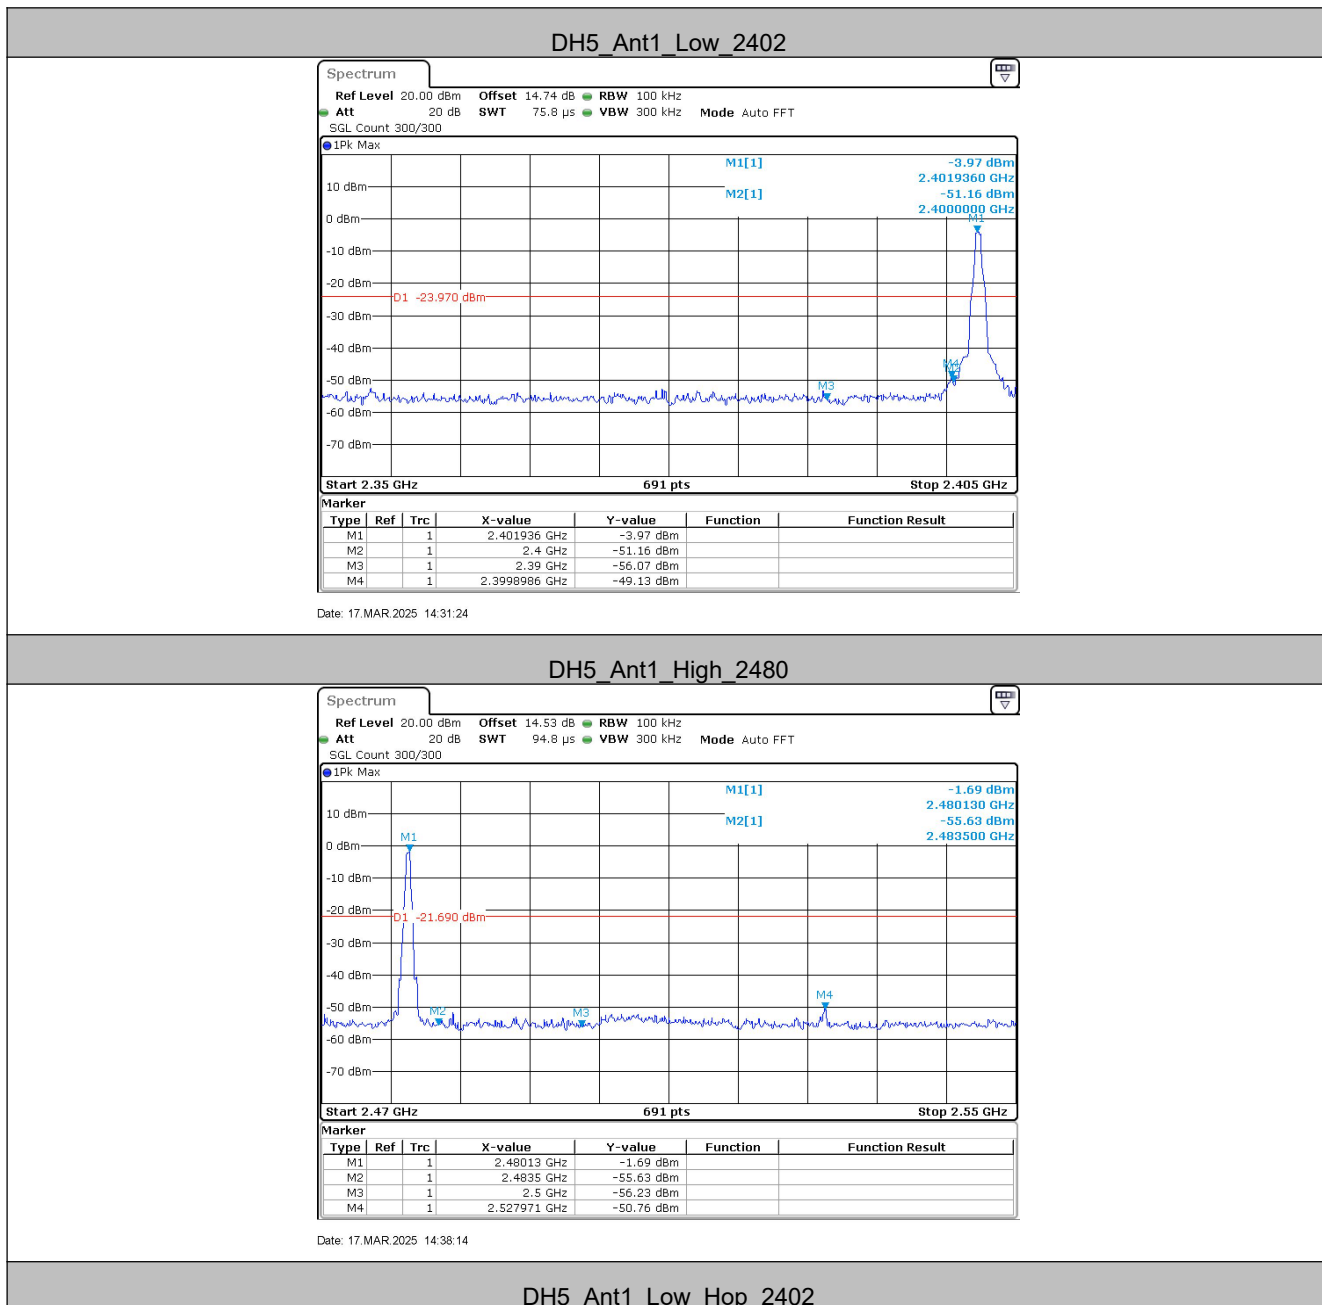 DH5_Ant1_Low_2402
Spectrum
Ref Level 20.00 dBm Offset 14.74 dB RBW 100 kHz
Att 20 dB SWT 75.8 µs VBW 300 kHz Mode Auto FFT
SGL Count 300/300
1Pk Max
M1[1] -3.97 dBm
2.4019360 GHz
M2[1] -51.16 dBm
2.4000000 GHz
10 dBm
0 dBm
M1
-10 dBm
-20 dBm
D1 -23.970 dBm
-30 dBm
-40 dBm
M4
-50 dBm
M3
-60 dBm
-70 dBm
Start 2.35 GHz 691 pts Stop 2.405 GHz
Marker
Type Ref Trc X-value Y-value Function Function Result
M1 1 2.401936 GHz -3.97 dBm
M2 1 2.4 GHz -51.16 dBm
M3 1 2.39 GHz -56.07 dBm
M4 1 2.3998986 GHz -49.13 dBm
Date: 17.MAR.2025 14:31:24
DH5_Ant1_High_2480
Spectrum
Ref Level 20.00 dBm Offset 14.53 dB RBW 100 kHz
Att 20 dB SWT 94.8 µs VBW 300 kHz Mode Auto FFT
SGL Count 300/300
1Pk Max
M1[1] -1.69 dBm
2.480130 GHz
M2[1] -55.63 dBm
2.483500 GHz
10 dBm
M1
0 dBm
-10 dBm
-20 dBm
D1 -21.690 dBm
-30 dBm
-40 dBm
M4
-50 dBm
M2 M3
-60 dBm
-70 dBm
Start 2.47 GHz 691 pts Stop 2.55 GHz
Marker
Type Ref Trc X-value Y-value Function Function Result
M1 1 2.48013 GHz -1.69 dBm
M2 1 2.4835 GHz -55.63 dBm
M3 1 2.5 GHz -56.23 dBm
M4 1 2.527971 GHz -50.76 dBm
Date: 17.MAR.2025 14:38:14
DH5_Ant1_Low_Hop_2402